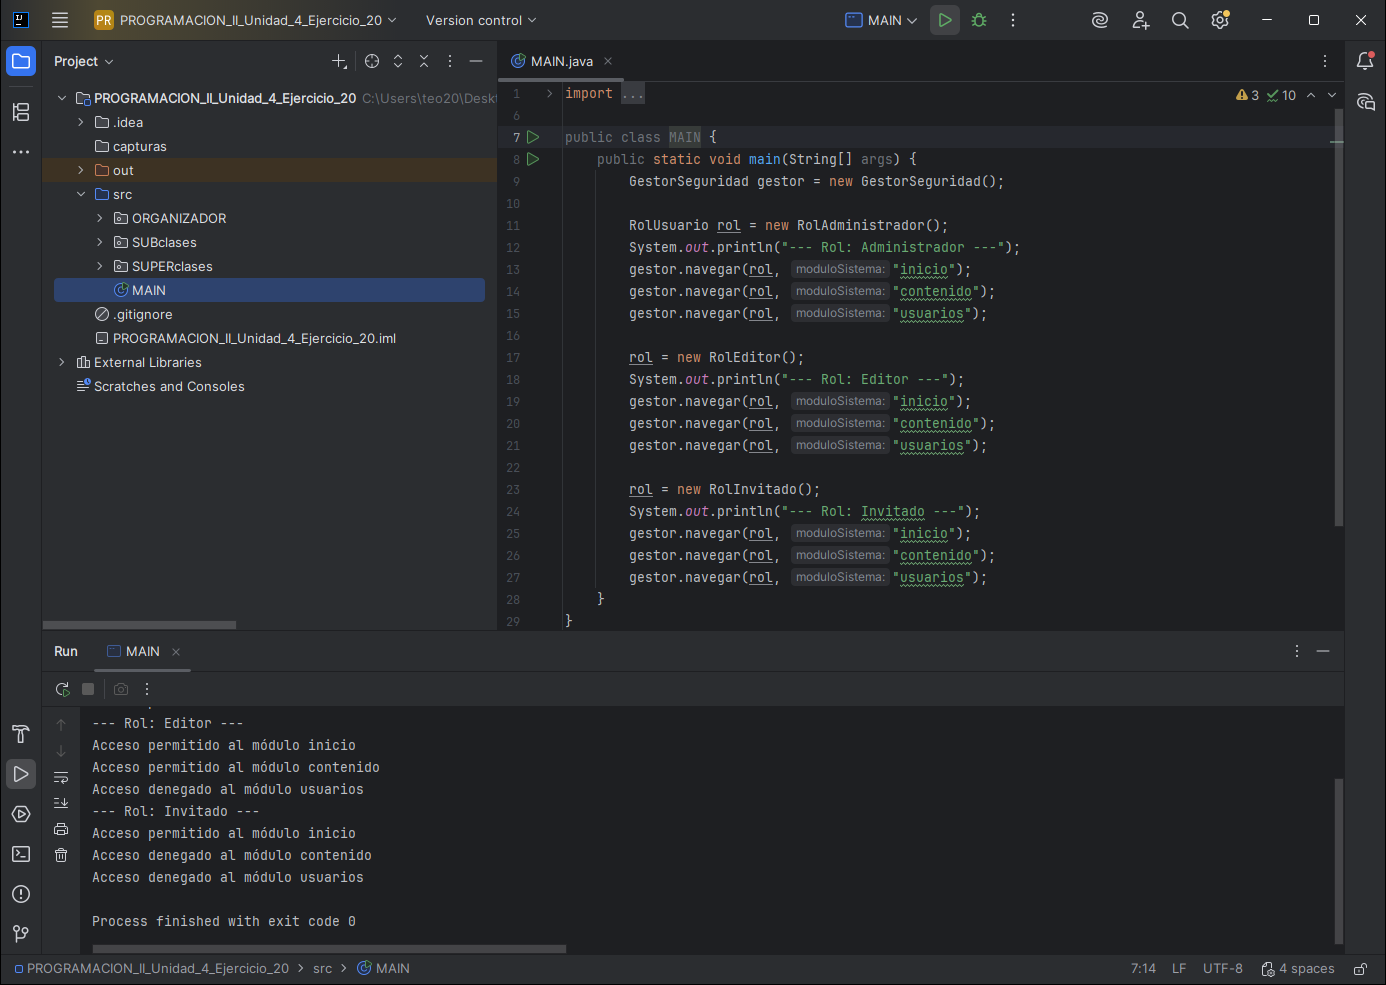 PR PROGRAMACION_II_Unidad_4_Ejercicio_20 Version control MAIN
Project
PROGRAMACION_II_Unidad_4_Ejercicio_20 C:\Users\teo20\Deskt
.idea
capturas
out
src
ORGANIZADOR
SUBclases
SUPERclases
MAIN
.gitignore
PROGRAMACION_II_Unidad_4_Ejercicio_20.iml
External Libraries
Scratches and Consoles
MAIN.java
3 10
1 import ...
6
7 public class MAIN {
8 public static void main(String[] args) {
9 GestorSeguridad gestor = new GestorSeguridad();
10
11 RolUsuario rol = new RolAdministrador();
12 System.out.println("--- Rol: Administrador ---");
13 gestor.navegar(rol, moduloSistema: "inicio");
14 gestor.navegar(rol, moduloSistema: "contenido");
15 gestor.navegar(rol, moduloSistema: "usuarios");
16
17 rol = new RolEditor();
18 System.out.println("--- Rol: Editor ---");
19 gestor.navegar(rol, moduloSistema: "inicio");
20 gestor.navegar(rol, moduloSistema: "contenido");
21 gestor.navegar(rol, moduloSistema: "usuarios");
22
23 rol = new RolInvitado();
24 System.out.println("--- Rol: Invitado ---");
25 gestor.navegar(rol, moduloSistema: "inicio");
26 gestor.navegar(rol, moduloSistema: "contenido");
27 gestor.navegar(rol, moduloSistema: "usuarios");
28 }
29 }
Run MAIN
--- Rol: Editor ---
Acceso permitido al módulo inicio
Acceso permitido al módulo contenido
Acceso denegado al módulo usuarios
--- Rol: Invitado ---
Acceso permitido al módulo inicio
Acceso denegado al módulo contenido
Acceso denegado al módulo usuarios
Process finished with exit code 0
PROGRAMACION_II_Unidad_4_Ejercicio_20 > src > MAIN 7:14 LF UTF-8 4 spaces